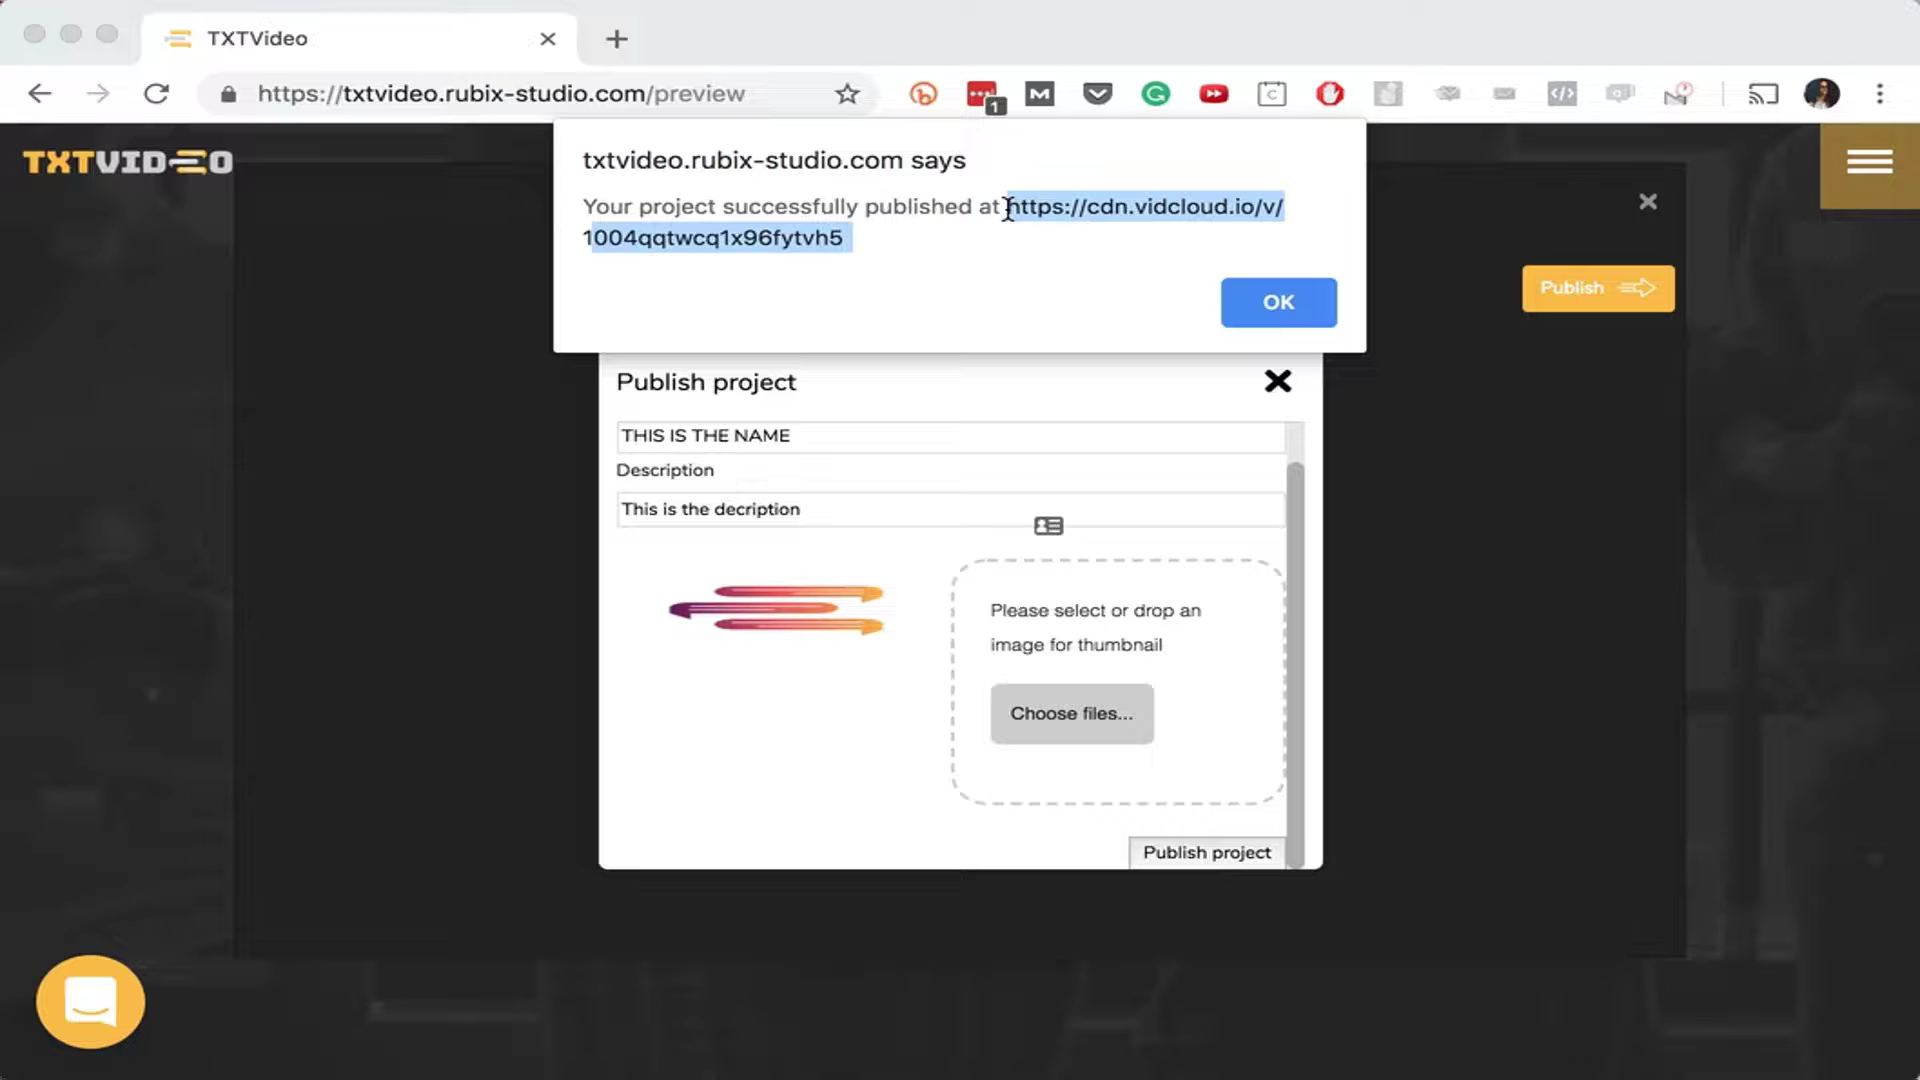 TXTVideo
https://txtvideo.rubix-studio.com/preview
1
TXTVIDEO
txtvideo.rubix-studio.com says
Your project successfully published at https://cdn.vidcloud.io/v/
1004qqtwcq1x96fytvh5
OK
Publish
Publish project
THIS IS THE NAME
Description
This is the decription
Please select or drop an
image for thumbnail
Choose files...
Publish project